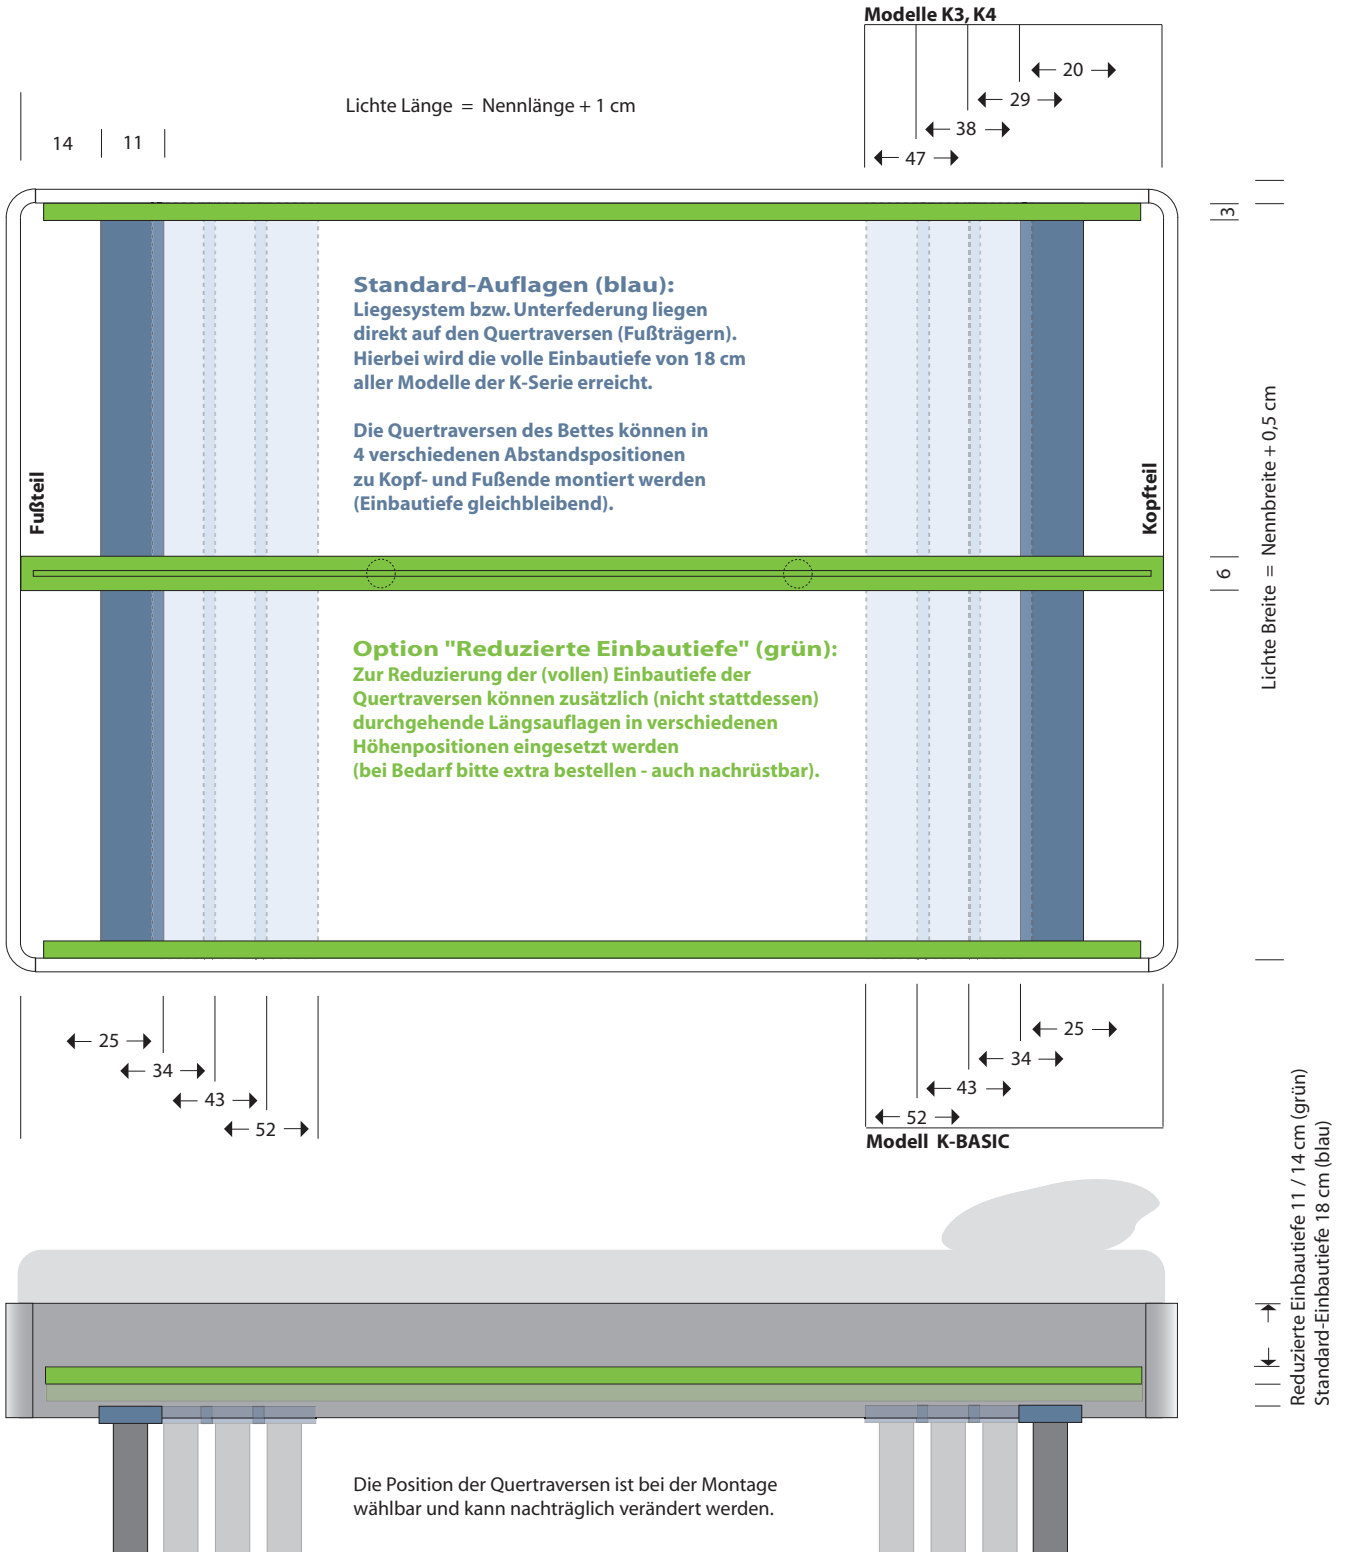 Modelle K3, K4
20
29
38
47
Lichte Länge = Nennlänge + 1 cm
14
11
3
Standard-Auflagen (blau):
Liegesystem bzw. Unterfederung liegen
direkt auf den Quertraversen (Fußträgern).
Hierbei wird die volle Einbautiefe von 18 cm
aller Modelle der K-Serie erreicht.
Die Quertraversen des Bettes können in
4 verschiedenen Abstandspositionen
zu Kopf- und Fußende montiert werden
(Einbautiefe gleichbleibend).
Fußteil
Kopfteil
6
Lichte Breite = Nennbreite + 0,5 cm
Option "Reduzierte Einbautiefe" (grün):
Zur Reduzierung der (vollen) Einbautiefe der
Quertraversen können zusätzlich (nicht stattdessen)
durchgehende Längsauflagen in verschiedenen
Höhenpositionen eingesetzt werden
(bei Bedarf bitte extra bestellen - auch nachrüstbar).
25
34
43
52
25
34
43
52
Modell K-BASIC
Reduzierte Einbautiefe 11 / 14 cm (grün)
Standard-Einbautiefe 18 cm (blau)
Die Position der Quertraversen ist bei der Montage
wählbar und kann nachträglich verändert werden.